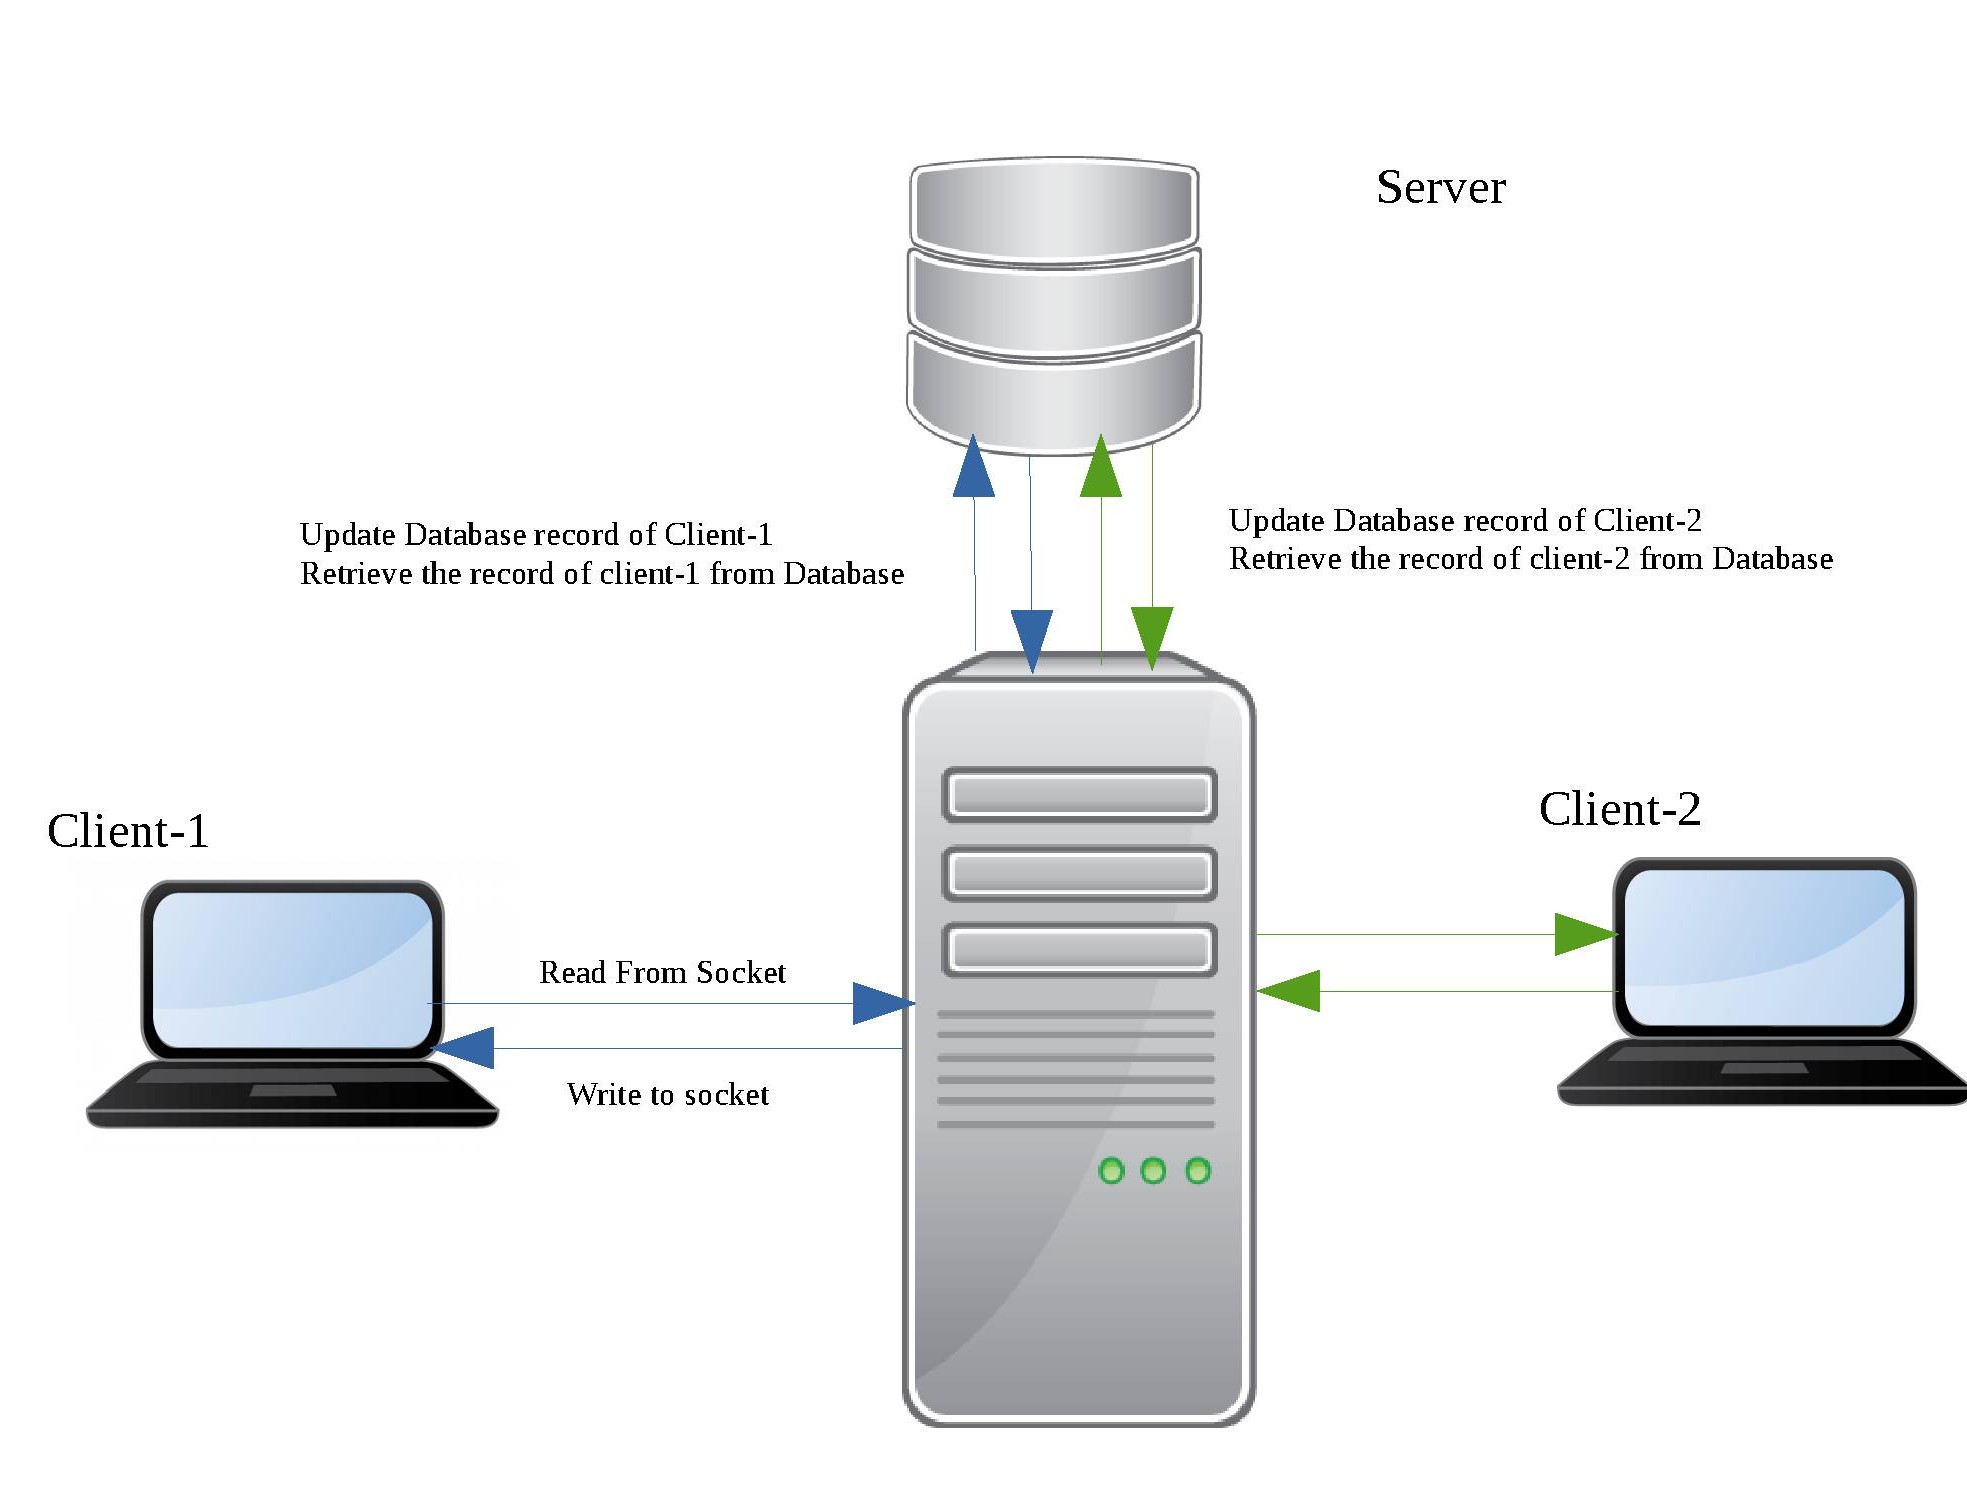 Server
Update Database record of Client-1
Retrieve the record of client-1 from Database
Update Database record of Client-2
Retrieve the record of client-2 from Database
Client-1
Client-2
Read From Socket
Write to socket